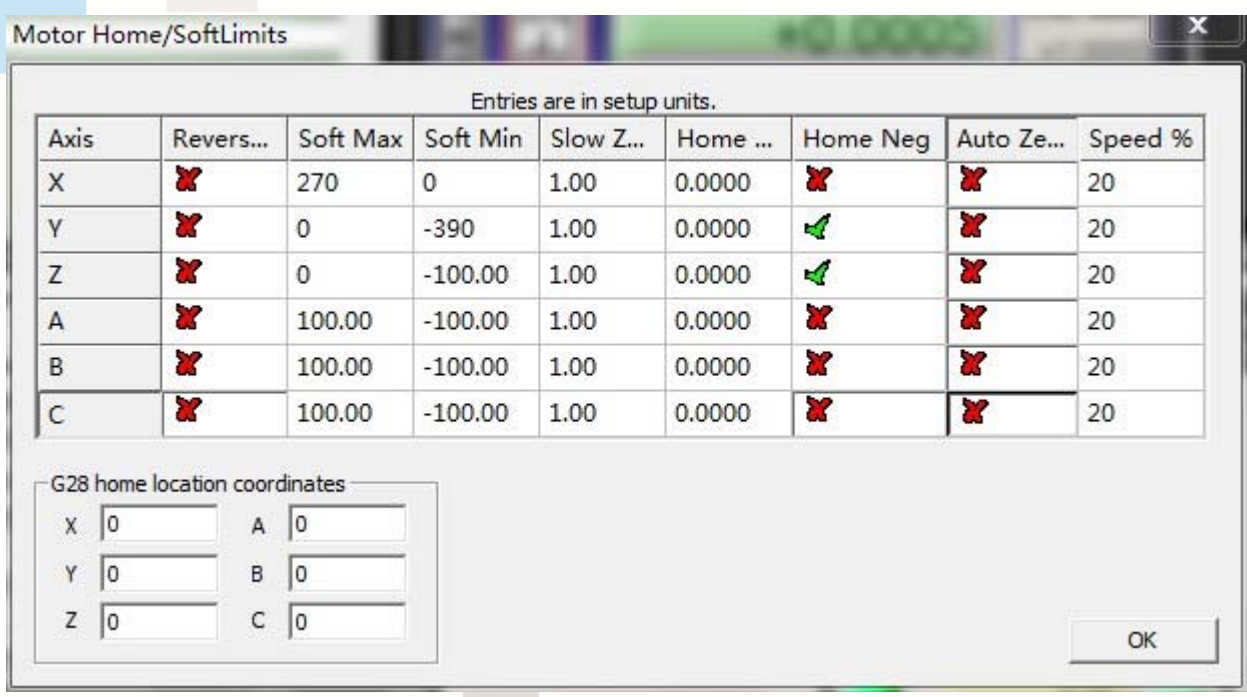 Motor Home/SoftLimits
+0.0005
X
Entries are in setup units.
Axis Revers... Soft Max Soft Min Slow Z... Home ... Home Neg Auto Ze... Speed %
X 270 0 1.00 0.0000 20
Y 0 -390 1.00 0.0000 20
Z 0 -100.00 1.00 0.0000 20
A 100.00 -100.00 1.00 0.0000 20
B 100.00 -100.00 1.00 0.0000 20
C 100.00 -100.00 1.00 0.0000 20
G28 home location coordinates
X 0 A 0
Y 0 B 0
Z 0 C 0
OK